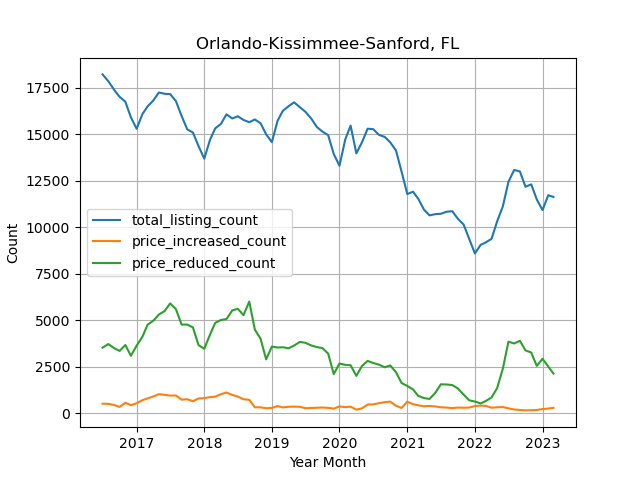 Orlando-Kissimmee-Sanford, FL
17500
15000
12500
10000
7500
5000
2500
0
Count
total_listing_count
price_increased_count
price_reduced_count
2017 2018 2019 2020 2021 2022 2023
Year Month